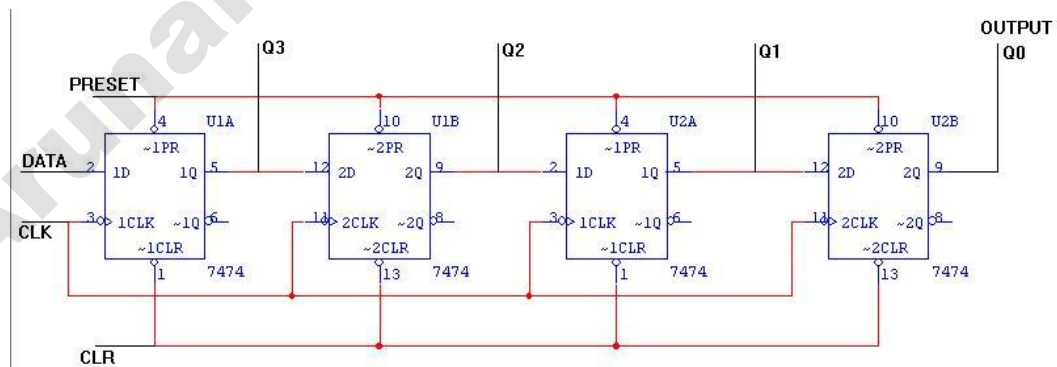 OUTPUT
Q3
Q2
Q1
Q0
PRESET
4 U1A
10 U1B
4 U2A
10 U2B
~1PR
~2PR
~1PR
~2PR
DATA 2 1D 1Q 5
12 2D 2Q 9
2 1D 1Q 5
12 2D 2Q 9
CLK 3 1CLK ~1Q 6
11 2CLK ~2Q 8
3 1CLK ~1Q 6
11 2CLK ~2Q 8
~1CLR
~2CLR
~1CLR
~2CLR
1 7474
13 7474
1 7474
13 7474
CLR